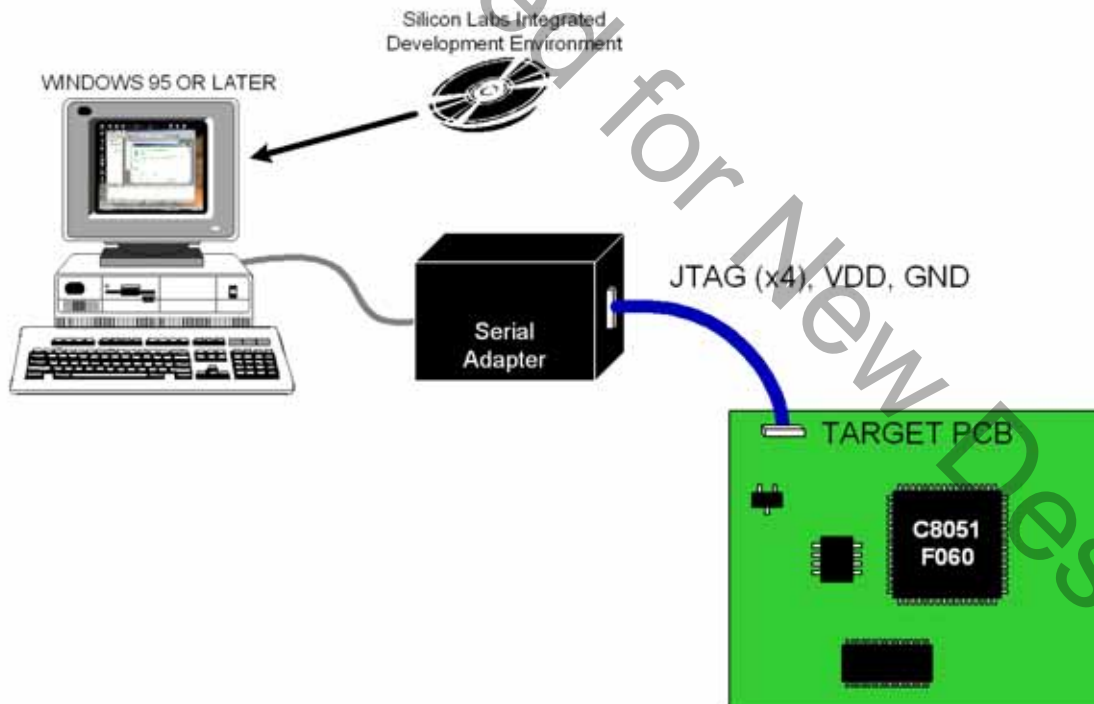 Silicon Labs Integrated
Development Environment
WINDOWS 95 OR LATER
Serial
Adapter
JTAG (x4), VDD, GND
TARGET PCB
C8051
F060
for New